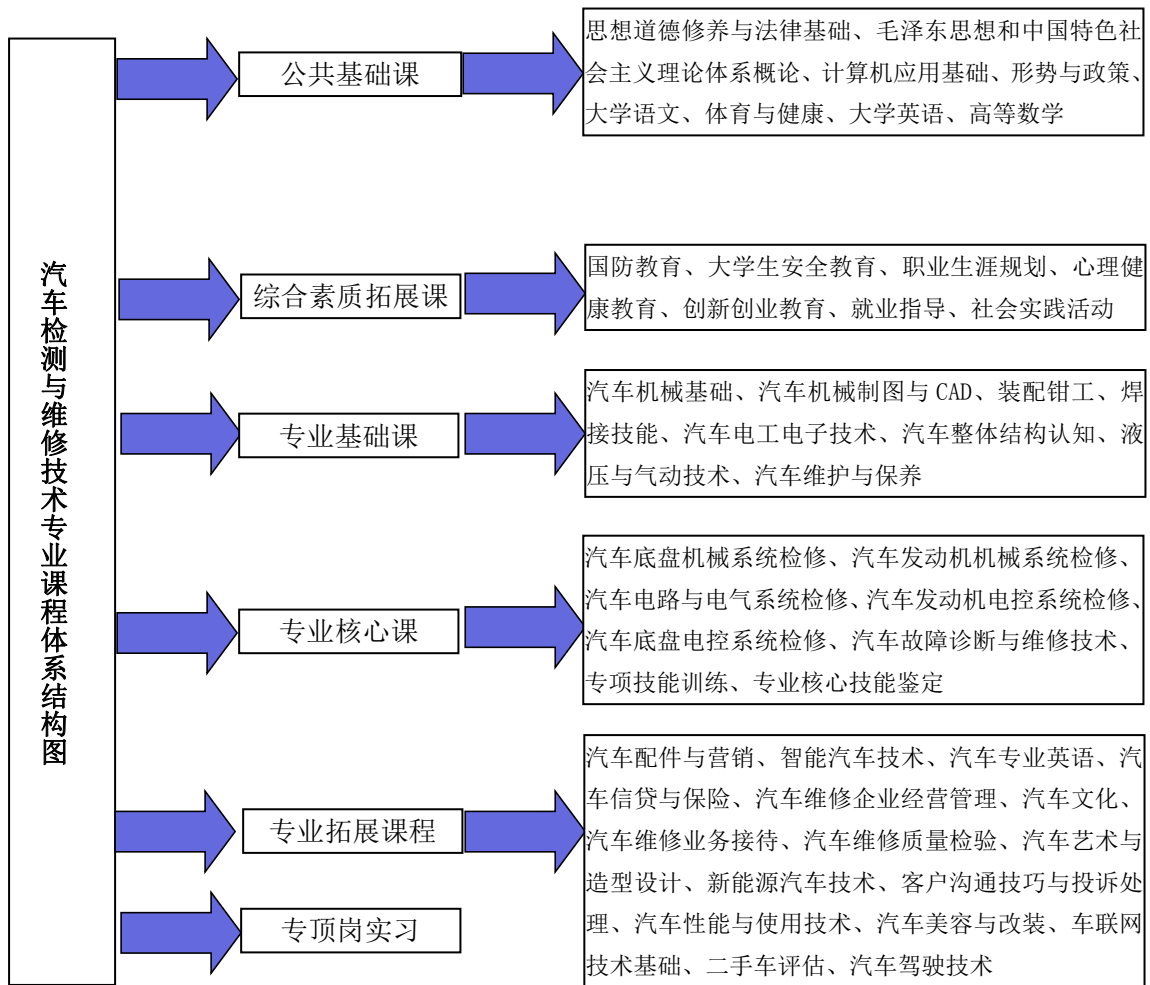 汽车检测与维修技术专业课程体系结构图
公共基础课
思想道德修养与法律基础、毛泽东思想和中国特色社
会主义理论体系概论、计算机应用基础、形势与政策、
大学语文、体育与健康、大学英语、高等数学
综合素质拓展课
国防教育、大学生安全教育、职业生涯规划、心理健
康教育、创新创业教育、就业指导、社会实践活动
专业基础课
汽车机械基础、汽车机械制图与 CAD、装配钳工、焊
接技能、汽车电工电子技术、汽车整体结构认知、液
压与气动技术、汽车维护与保养
专业核心课
汽车底盘机械系统检修、汽车发动机机械系统检修、
汽车电路与电气系统检修、汽车发动机电控系统检修、
汽车底盘电控系统检修、汽车故障诊断与维修技术、
专项技能训练、专业核心技能鉴定
专业拓展课程
汽车配件与营销、智能汽车技术、汽车专业英语、汽
车信贷与保险、汽车维修企业经营管理、汽车文化、
汽车维修业务接待、汽车维修质量检验、汽车艺术与
造型设计、新能源汽车技术、客户沟通技巧与投诉处
理、汽车性能与使用技术、汽车美容与改装、车联网
技术基础、二手车评估、汽车驾驶技术
专顶岗实习